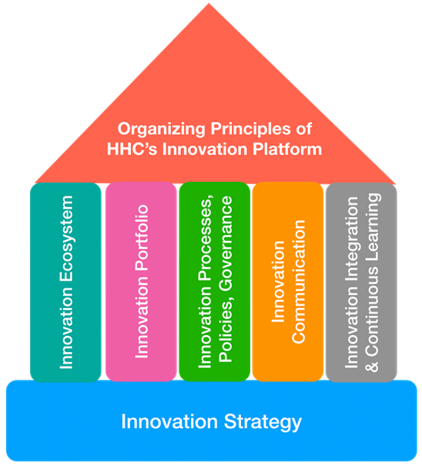 Organizing Principles of
HHC's Innovation Platform
Innovation Ecosystem
Innovation Portfolio
Innovation Processes,
Policies, Governance
Innovation
Communication
Innovation Integration
& Continuous Learning
Innovation Strategy